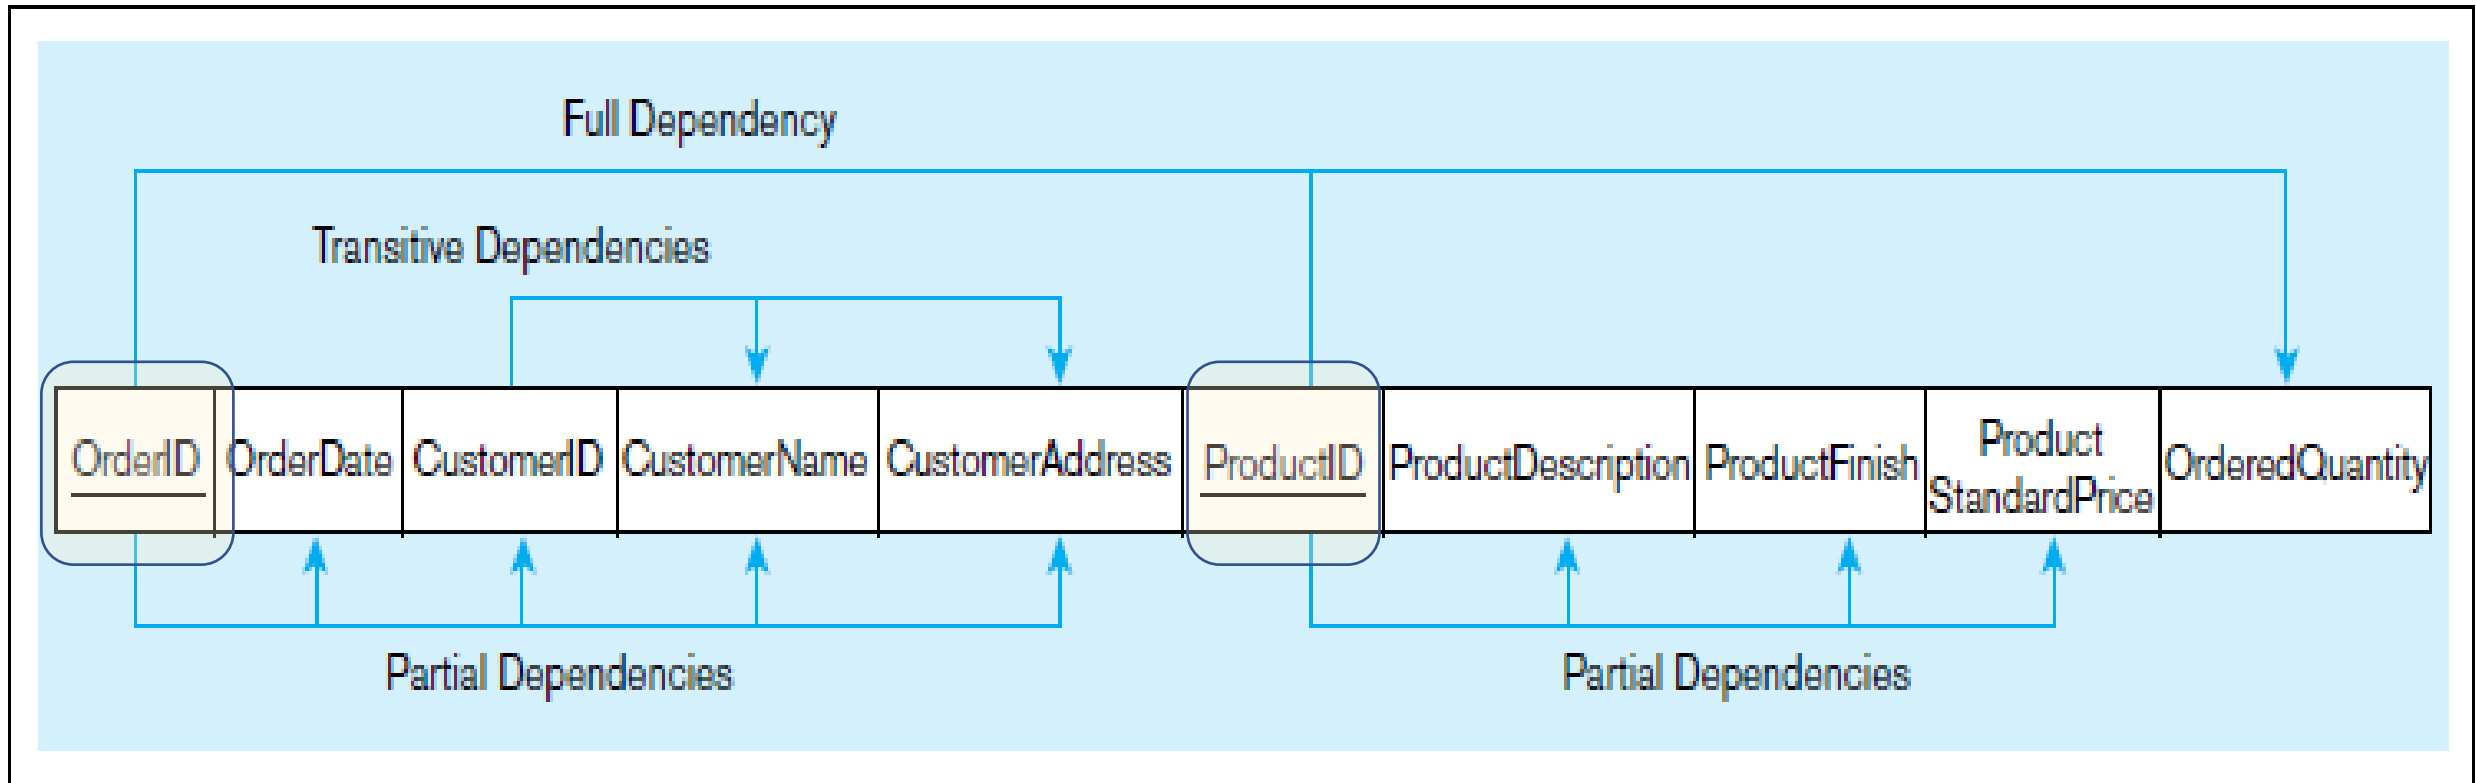 Full Dependency
Transitive Dependencies
OrderID OrderDate CustomerID CustomerName CustomerAddress ProductID ProductDescription ProductFinish Product StandardPrice OrderedQuantity
Partial Dependencies Partial Dependencies